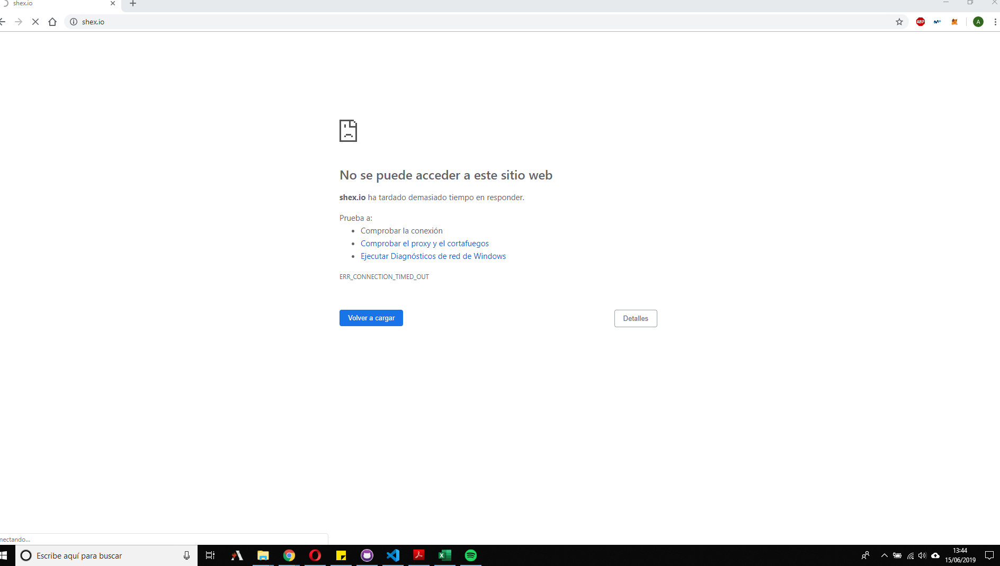 shex.io
shex.io
ABP
A
No se puede acceder a este sitio web
shex.io ha tardado demasiado tiempo en responder.
Prueba a:
Comprobar la conexión
Comprobar el proxy y el cortafuegos
Ejecutar Diagnósticos de red de Windows
ERR_CONNECTION_TIMED_OUT
Volver a cargar
Detalles
nectando...
Escribe aquí para buscar
13:44
15/06/2019